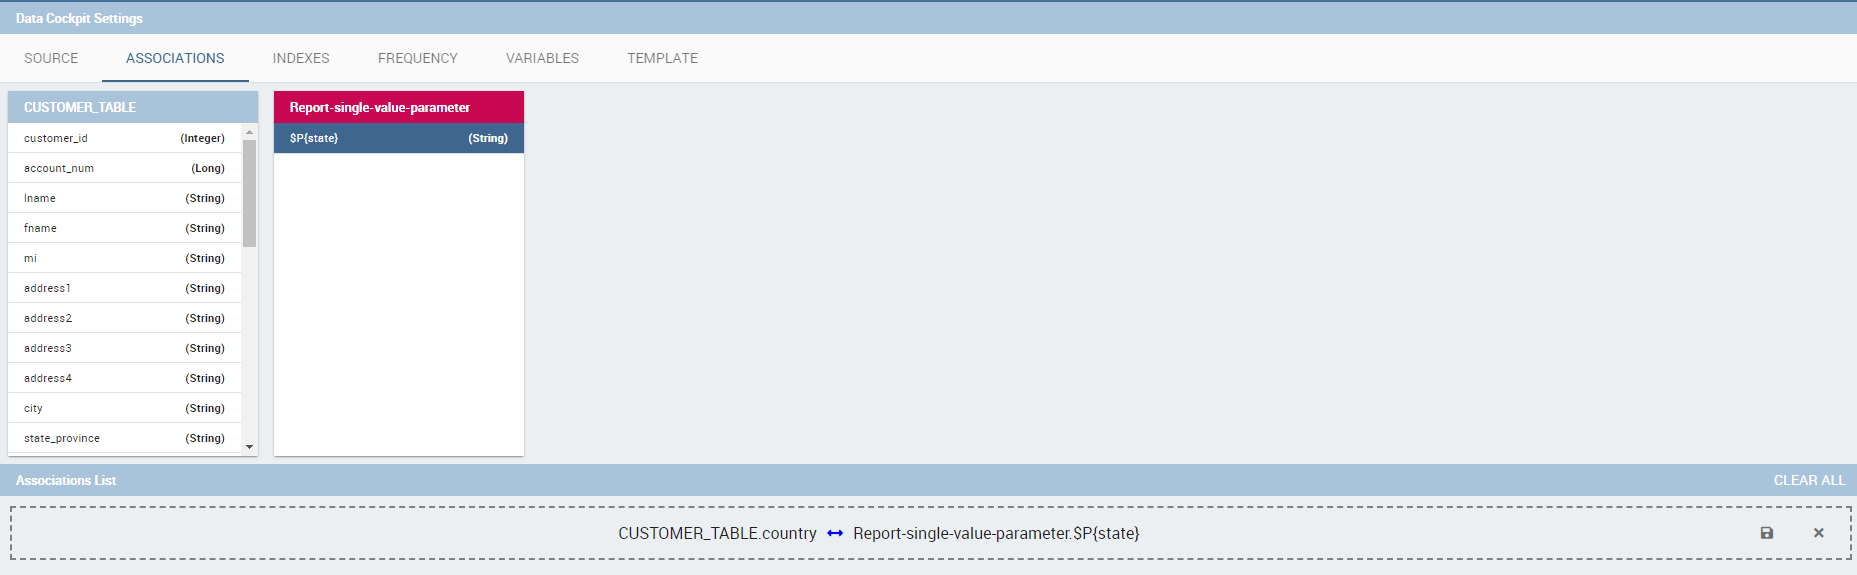 Data Cockpit Settings
SOURCE ASSOCIATIONS INDEXES FREQUENCY VARIABLES TEMPLATE
CUSTOMER_TABLE
customer_id (Integer)
account_num (Long)
lname (String)
fname (String)
mi (String)
address1 (String)
address2 (String)
address3 (String)
address4 (String)
city (String)
state_province (String)
Report-single-value-parameter
$P{state} (String)
Associations List CLEAR ALL
CUSTOMER_TABLE.country ↔ Report-single-value-parameter.$P{state}